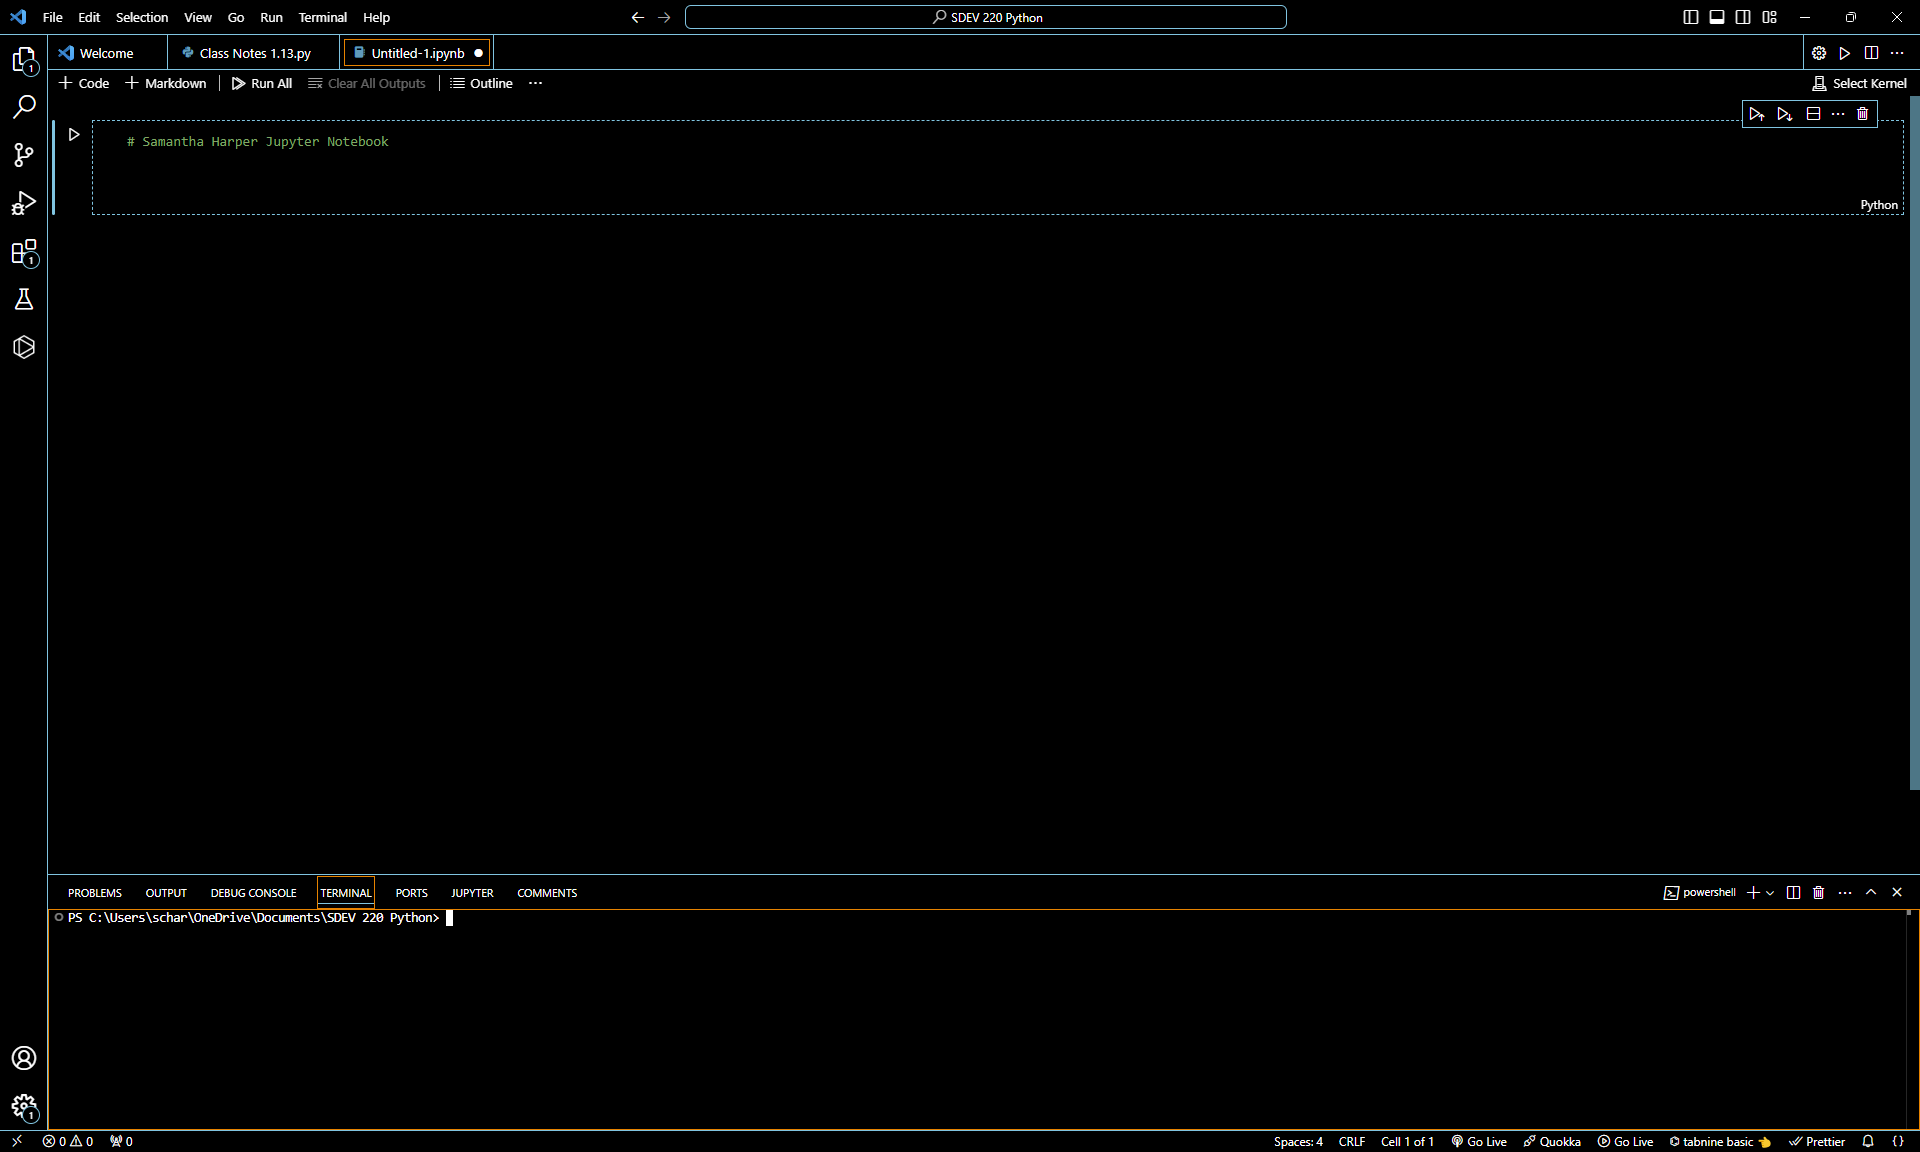 File Edit Selection View Go Run Terminal Help
SDEV 220 Python
Welcome
Class Notes 1.13.py
Untitled-1.ipynb
Code
Markdown
Run All
Clear All Outputs
Outline
Select Kernel
# Samantha Harper Jupyter Notebook
Python
PROBLEMS OUTPUT DEBUG CONSOLE TERMINAL PORTS JUPYTER COMMENTS
powershell
PS C:\Users\schar\OneDrive\Documents\SDEV 220 Python>
1
1
1
0 0 0
Spaces: 4 CRLF Cell 1 of 1 Go Live Quokka Go Live tabnine basic Prettier {}